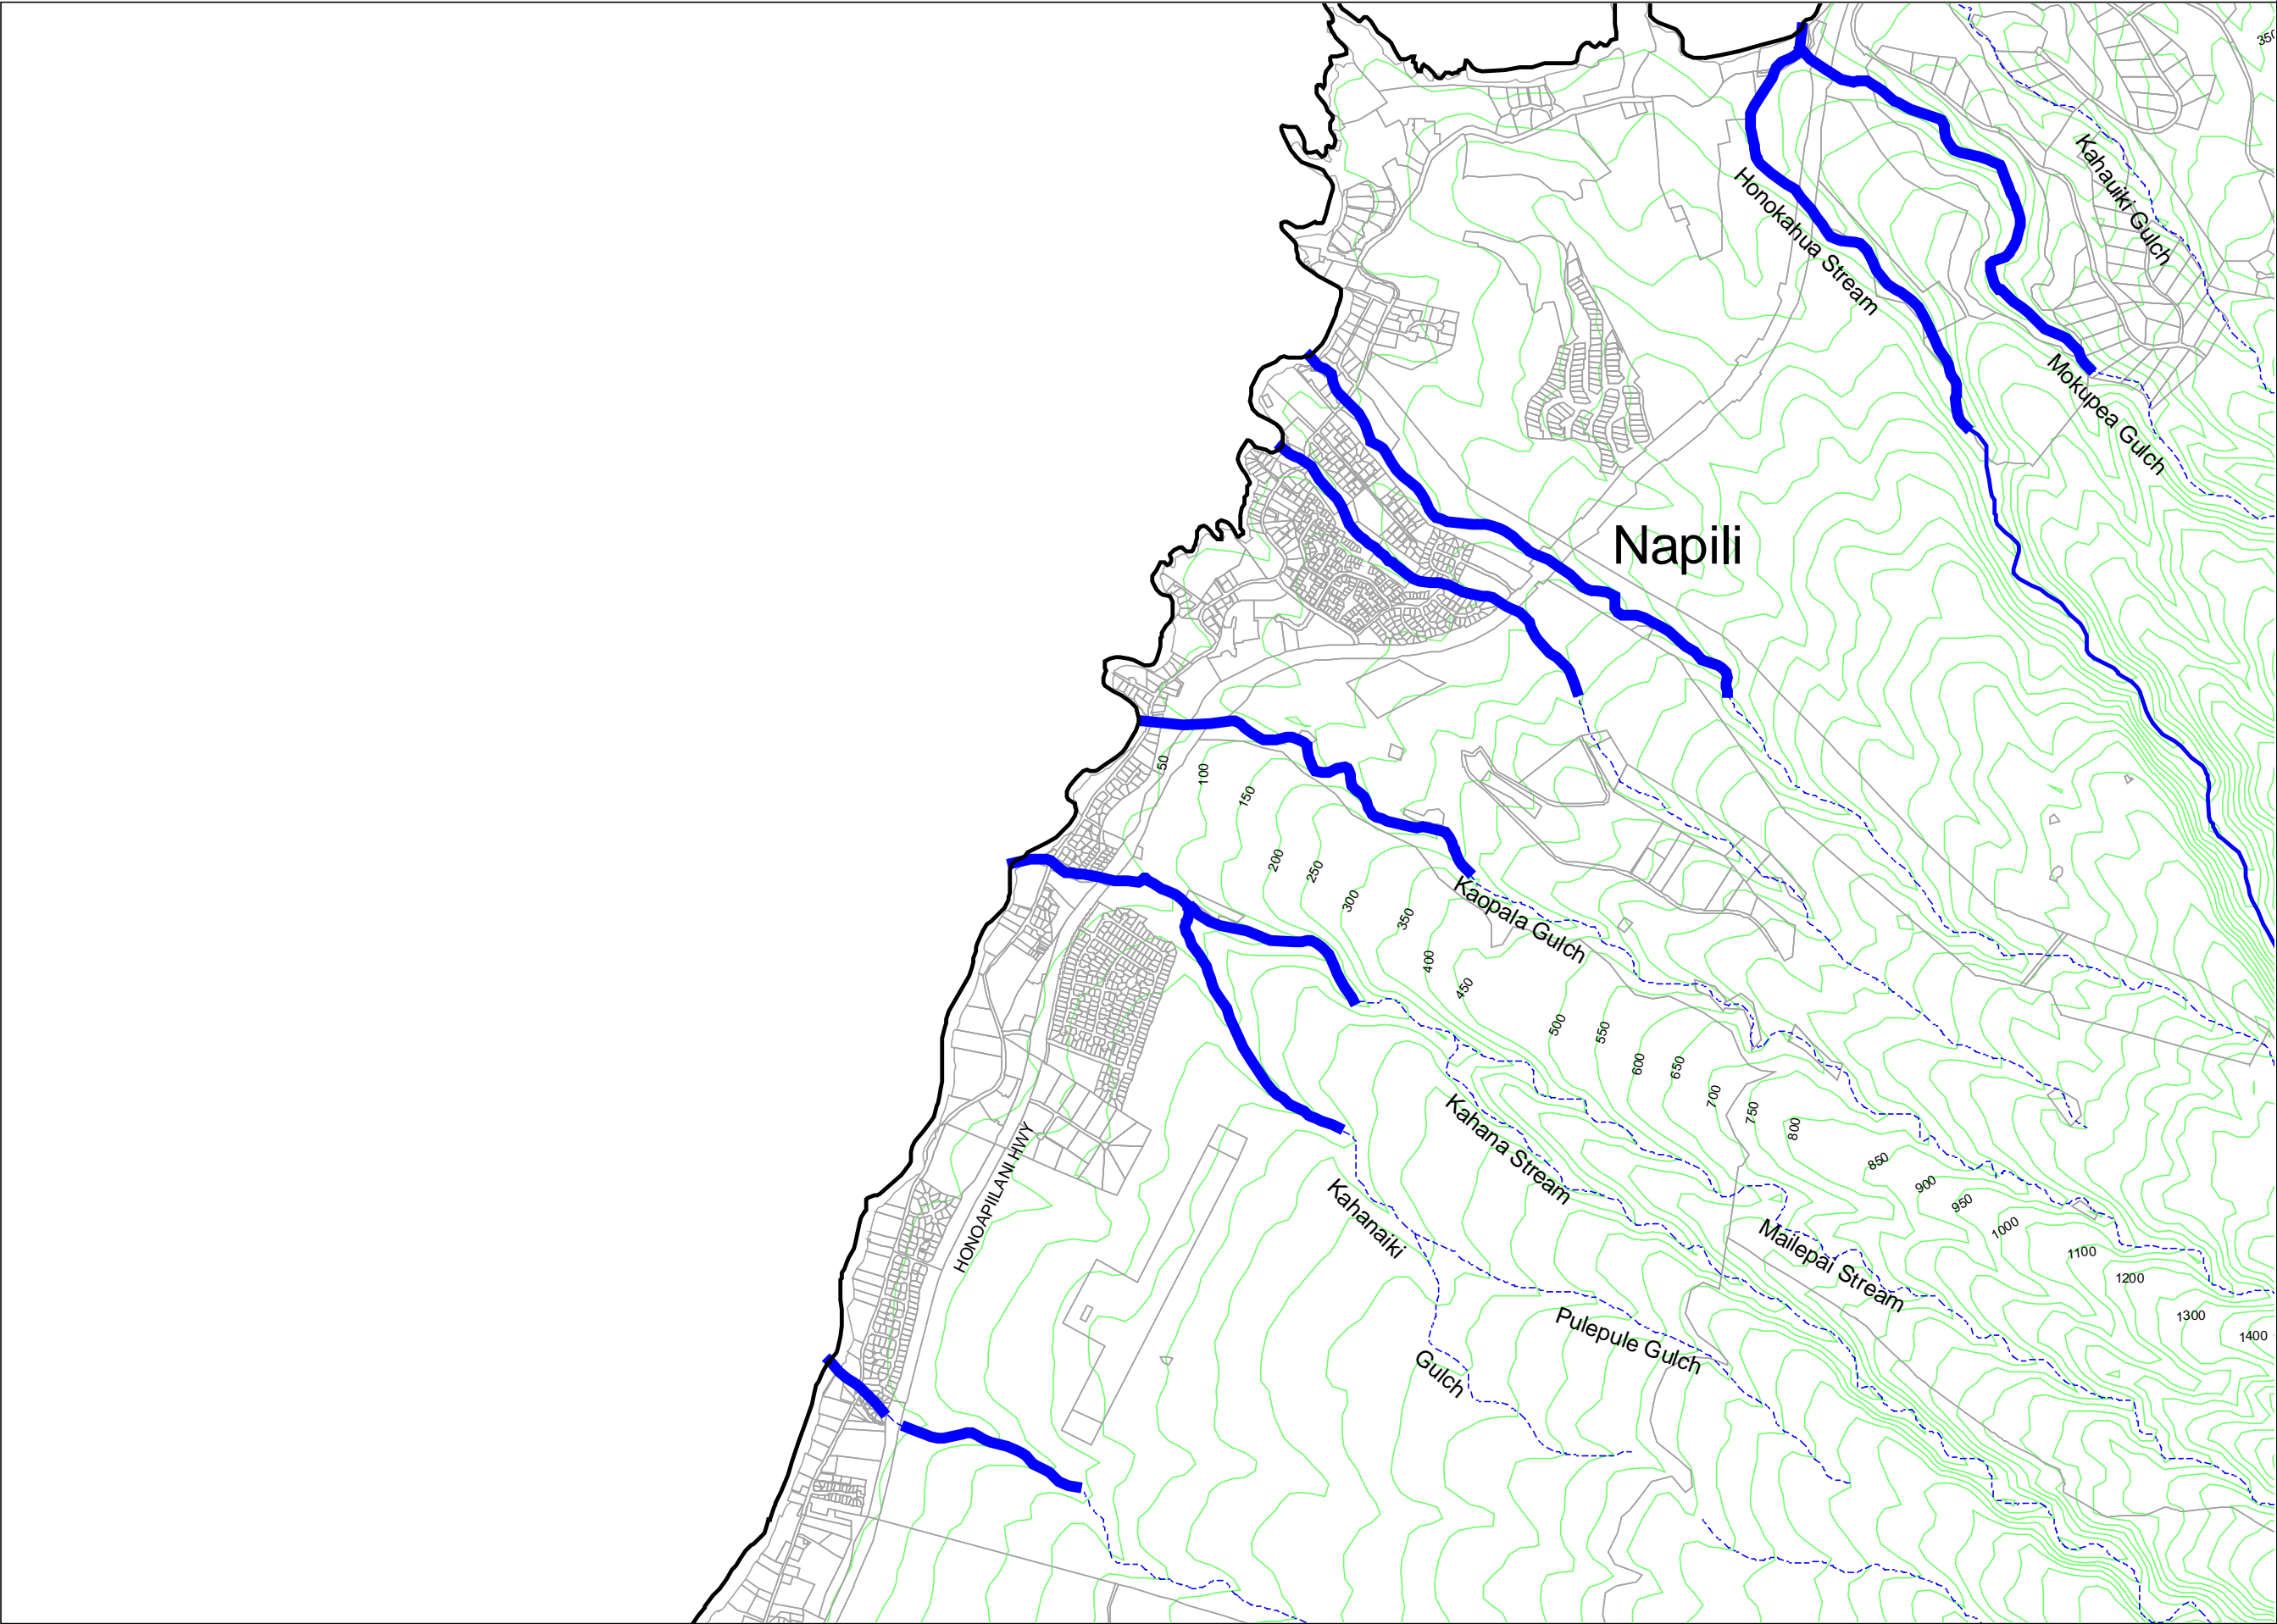 350
Kahauiki Gulch
Honokahua Stream
Mokupea Gulch
Napili
50
100
150
200
250
300
350
400
450
Kaopala Gulch
500
550
600
650
700
750
800
850
900
950
1000
1100
1200
1300
1400
Kahana Stream
HONOAPIILANI HWY
Kahanaiki
Gulch
Mailepai Stream
Pulepule Gulch